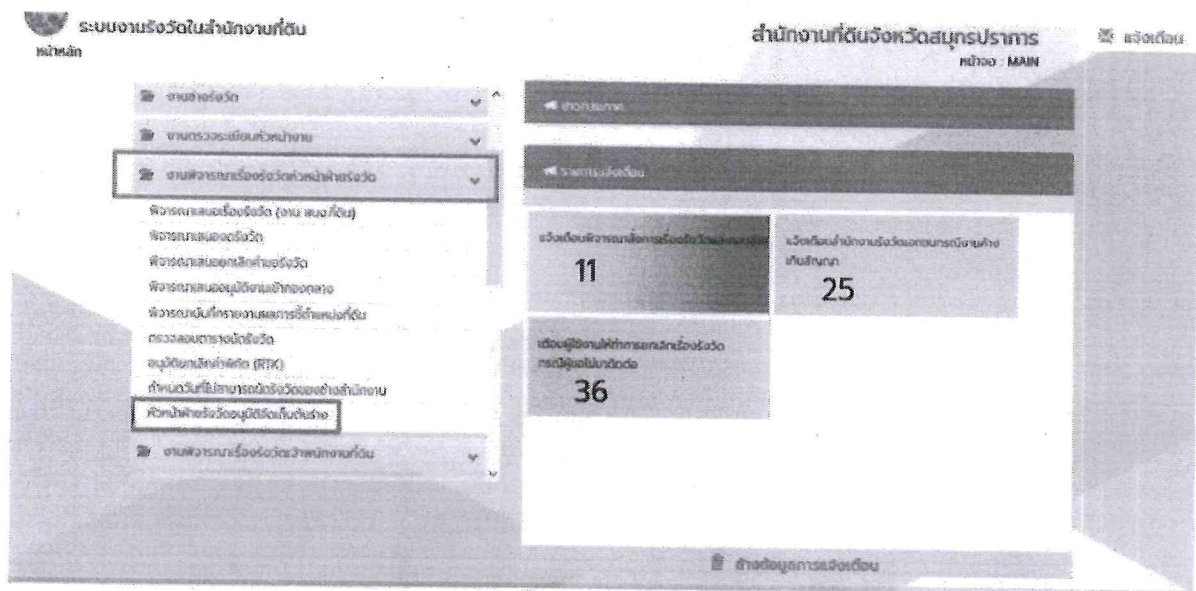 ระบบงานรังวัดในสำนักงานที่ดิน
หน้าหลัก
สำนักงานที่ดินจังหวัดสมุทรปราการ
หน้าจอ : MAIN
แจ้งเตือน
งานช่างรังวัด
งานตรวจระเบียบหัวหน้างาน
งานพิจารณาเรื่องรังวัดหัวหน้าฝ่ายรังวัด
พิจารณาเสนอเรื่องรังวัด (งาน สนง.ที่ดิน)
พิจารณาเสนองดรังวัด
พิจารณาเสนอยกเลิกคำขอรังวัด
พิจารณาเสนออนุมัติงานเข้ากองกลาง
พิจารณาบันทึกรายงานผลการชี้ตำแหน่งที่ดิน
ตรวจสอบตารางนัดรังวัด
อนุมัติยกเลิกค่าพิกัด (RTK)
กำหนดวันที่ไม่สามารถนัดรังวัดของช่างสำนักงาน
หัวหน้าฝ่ายรังวัดอนุมัติจัดเก็บต้นร่าง
งานพิจารณาเรื่องรังวัดเจ้าพนักงานที่ดิน
ข่าวประกาศ
รายการแจ้งเตือน
แจ้งเตือนพิจารณาสั่งการเรื่องรังวัด
11
แจ้งเตือนสำนักงานรังวัดเอกชนกรณีงานค้าง
เกินสัญญา
25
เตือนผู้ใช้งานให้ทำการยกเลิกเรื่องรังวัด
กรณีผู้ขอไม่มาติดต่อ
36
ล้างข้อมูลการแจ้งเตือน